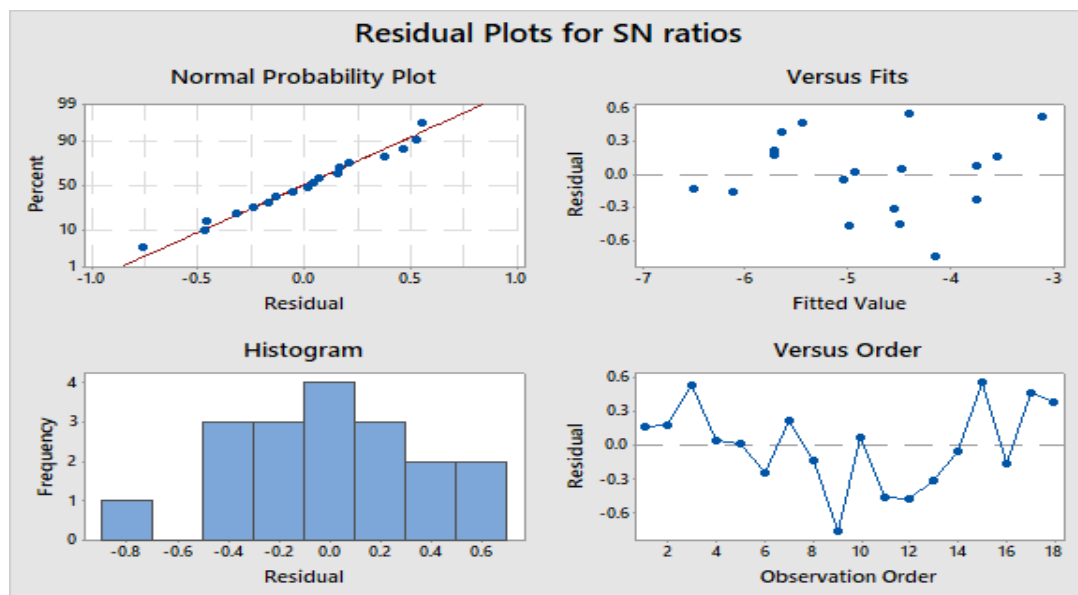 Residual Plots for SN ratios
Normal Probability Plot
99
90
50
10
1
Percent
-1.0 -0.5 0.0 0.5 1.0
Residual
Versus Fits
0.6
0.3
0.0
-0.3
-0.6
Residual
-7 -6 -5 -4 -3
Fitted Value
Histogram
4
3
2
1
0
Frequency
-0.8 -0.6 -0.4 -0.2 0.0 0.2 0.4 0.6
Residual
Versus Order
0.6
0.3
0.0
-0.3
-0.6
Residual
2 4 6 8 10 12 14 16 18
Observation Order